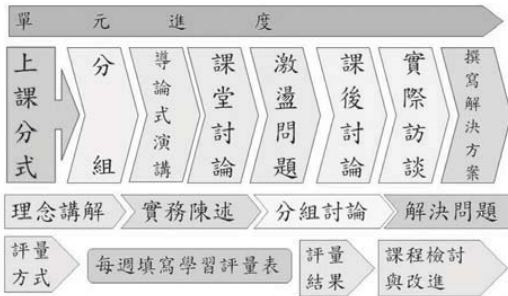 單元進度
上課分式
分組
導論式演講
課堂討論
激盪問題
課後討論
實際訪談
撰寫解決方案
理念講解
實務陳述
分組討論
解決問題
評量
方式
每週填寫學習評量表
評量
結果
課程檢討
與改進